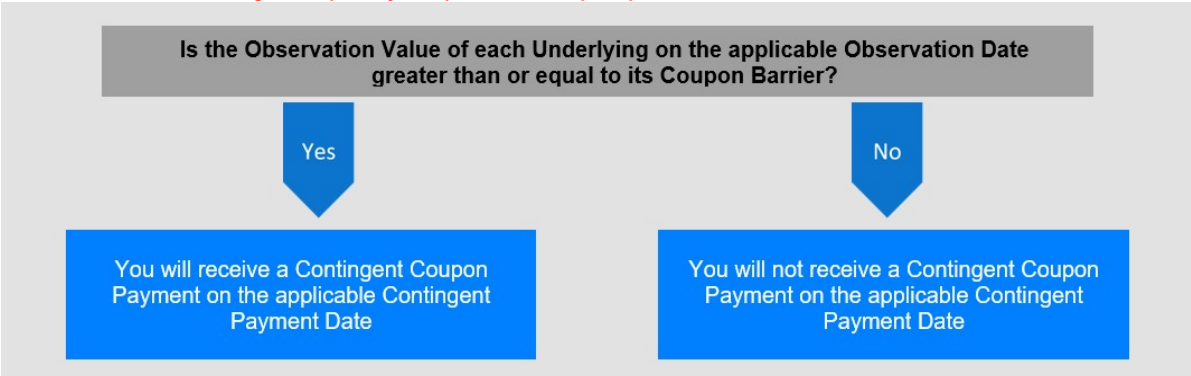 Is the Observation Value of each Underlying on the applicable Observation Date
greater than or equal to its Coupon Barrier?
Yes
No
You will receive a Contingent Coupon
Payment on the applicable Contingent
Payment Date
You will not receive a Contingent Coupon
Payment on the applicable Contingent
Payment Date